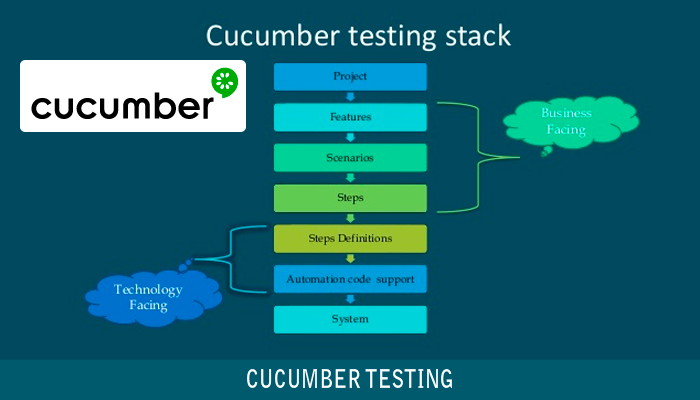 Cucumber testing stack
cucumber
Project
Features
Business
Facing
Scenarios
Steps
Steps Definitions
Technology
Facing
Automation code support
System
CUCUMBER TESTING